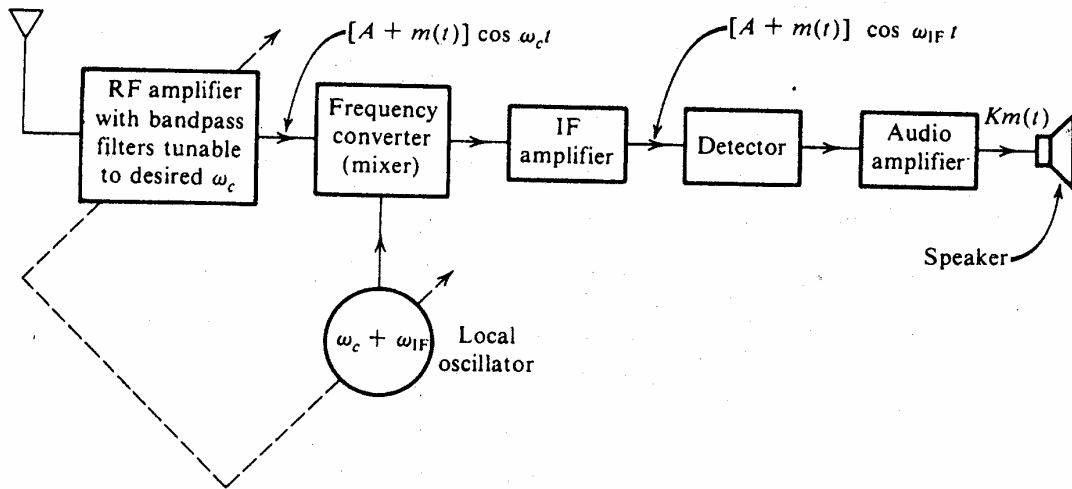 [A + m(t)] cos ω_c t
[A + m(t)] cos ω_IF t
RF amplifier
with bandpass
filters tunable
to desired ω_c
Frequency
converter
(mixer)
IF
amplifier
Detector
Audio
amplifier
Km(t)
Speaker
ω_c + ω_IF
Local
oscillator